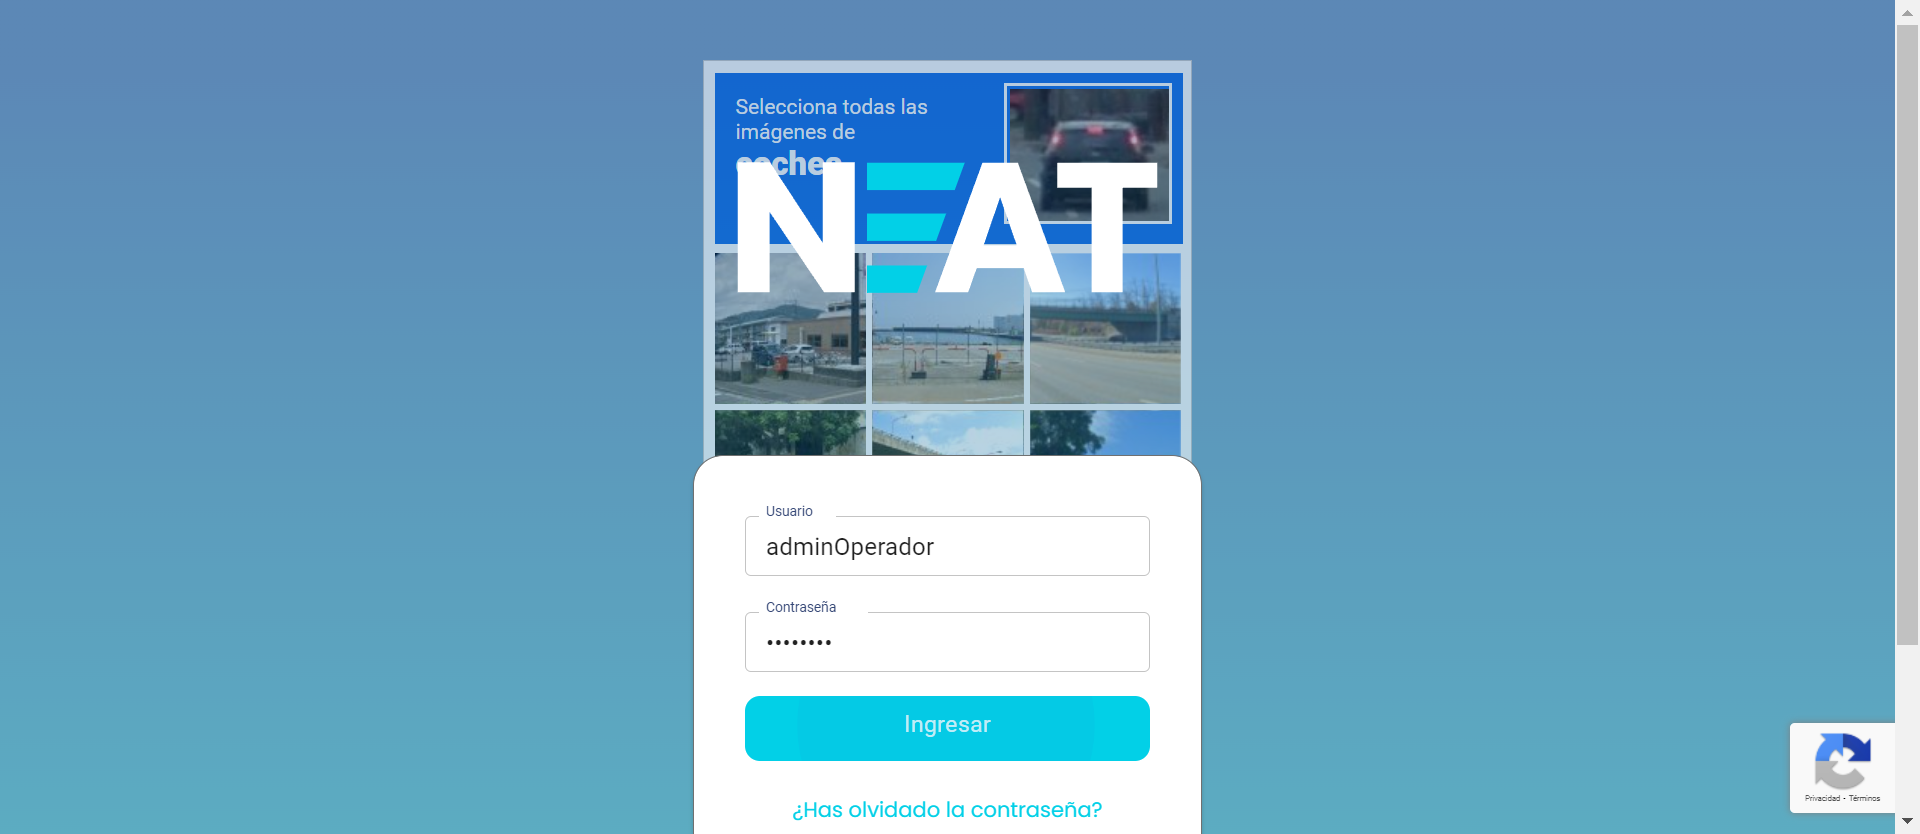 Selecciona todas las
imágenes de
coches
NEAT
Usuario
adminOperador
Contraseña
••••••••
Ingresar
¿Has olvidado la contraseña?
Privacidad - Términos